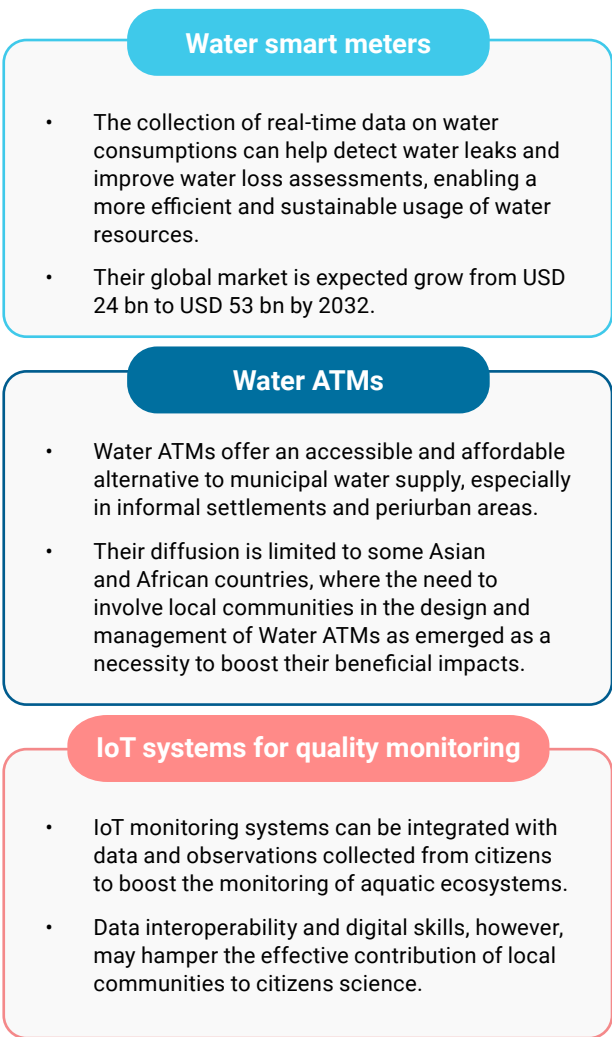 Water smart meters
• The collection of real-time data on water
consumptions can help detect water leaks and
improve water loss assessments, enabling a
more efficient and sustainable usage of water
resources.
• Their global market is expected grow from USD
24 bn to USD 53 bn by 2032.
Water ATMs
• Water ATMs offer an accessible and affordable
alternative to municipal water supply, especially
in informal settlements and periurban areas.
• Their diffusion is limited to some Asian
and African countries, where the need to
involve local communities in the design and
management of Water ATMs as emerged as a
necessity to boost their beneficial impacts.
IoT systems for quality monitoring
• IoT monitoring systems can be integrated with
data and observations collected from citizens
to boost the monitoring of aquatic ecosystems.
• Data interoperability and digital skills, however,
may hamper the effective contribution of local
communities to citizens science.